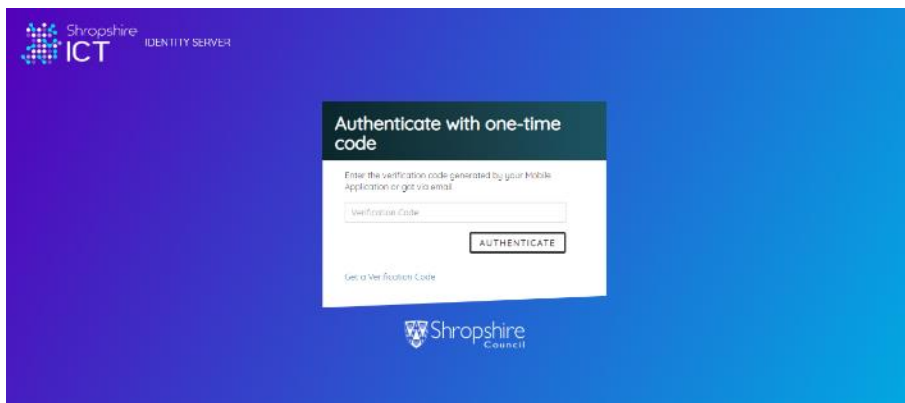 Shropshire
ICT
IDENTITY SERVER
Authenticate with one-time
code
Enter the verification code generated by your Mobile
Application or got via email
Verification Code
AUTHENTICATE
Get a Verification Code
Shropshire
Council